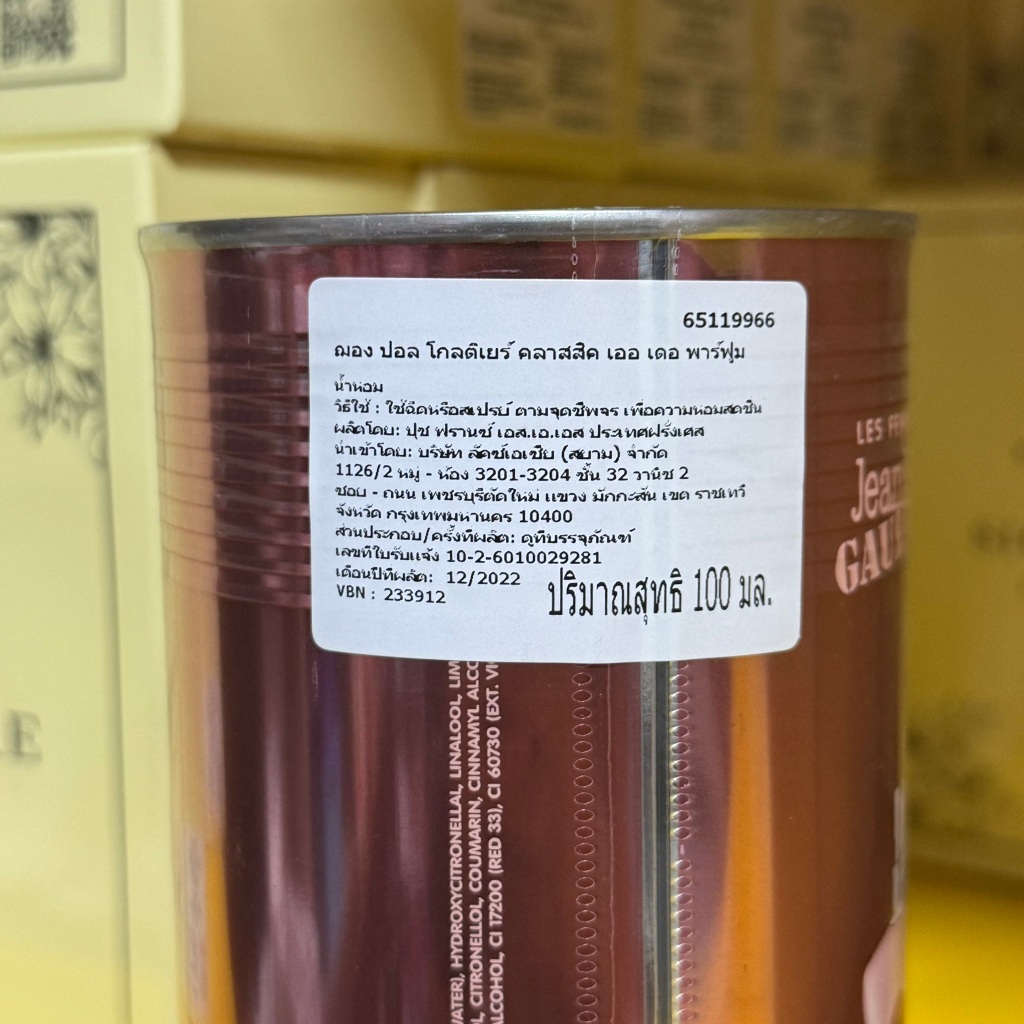 65119966
ฌอง ปอล โกลติเยร์ คลาสสิค เออ เดอ พาร์ฟูม
น้ำหอม
วิธีใช้ : ใช้ฉีดหรือสเปรย์ ตามจุดชีพจร เพื่อความหอมสดชื่น
ผลิตโดย: ปุซ ฟรานซ์ เอส.เอ.เอส ประเทศฝรั่งเศส
นำเข้าโดย: บริษัท ลัคซ์เอเซีย (สยาม) จำกัด
1126/2 หมู่ - ห้อง 3201-3204 ชั้น 32 วานิช 2
ซอย - ถนน เพชรบุรีตัดใหม่ แขวง มักกะสัน เขต ราชเทวี
จังหวัด กรุงเทพมหานคร 10400
ส่วนประกอบ/ครั้งที่ผลิต: ดูที่บรรจุภัณฑ์
เลขที่ใบรับแจ้ง 10-2-6010029281
เดือนปีที่ผลิต: 12/2022
VBN : 233912
ปริมาณสุทธิ 100 มล.
LES
Jean
GAU
WATER), HYDROXYCITRONELLAL, LINALOOL, LIM
CITRONELLOL, COUMARIN, CINNAMYL ALCO
ALCOHOL, CI 17200 (RED 33), CI 60730 (EXT. VI